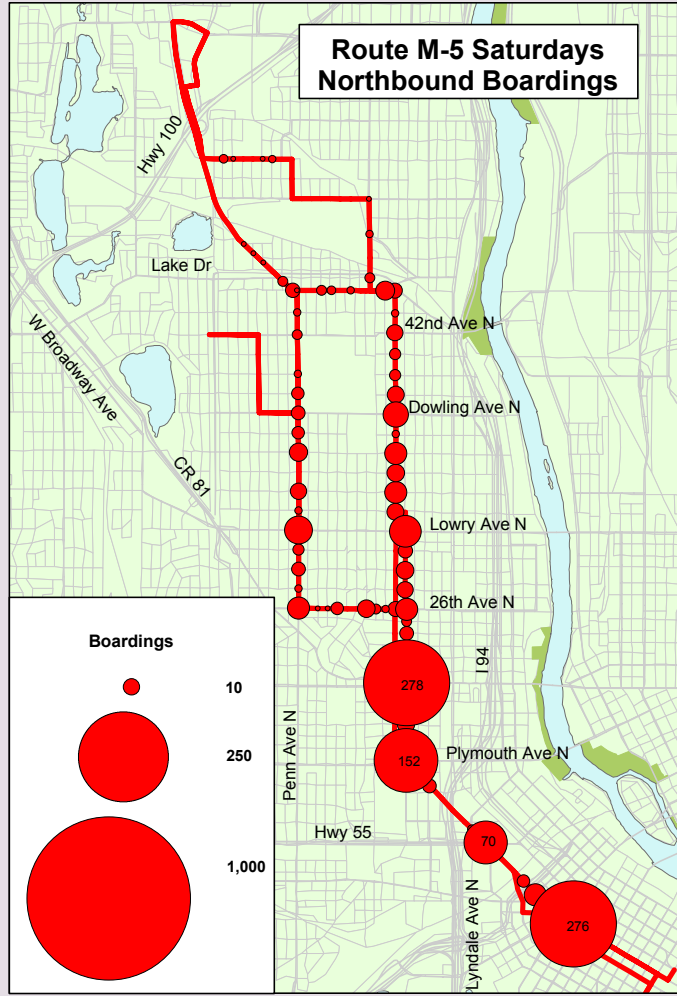 Route M-5 Saturdays
Northbound Boardings
Hwy 100
Lake Dr
W Broadway Ave
42nd Ave N
Dowling Ave N
CR 81
Lowry Ave N
26th Ave N
I 94
278
Penn Ave N
Plymouth Ave N
152
Hwy 55
70
Lyndale Ave N
276
Boardings
10
250
1,000